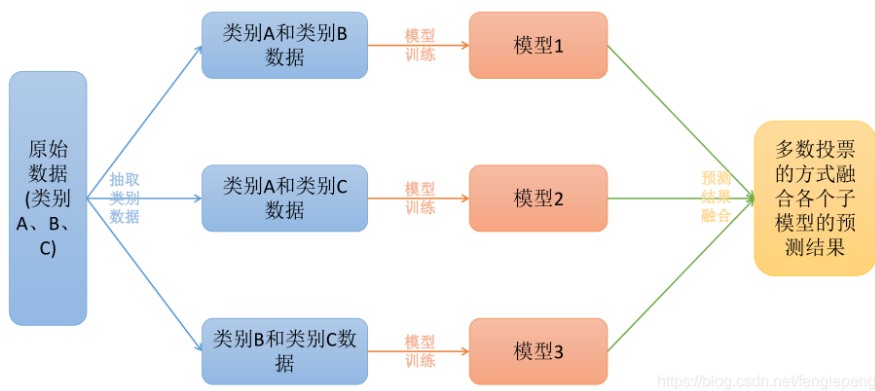 原始
数据
(类别
A、B、
C)
抽取
类别
数据
类别A和类别B
数据
模型
训练
模型1
类别A和类别C
数据
模型
训练
模型2
类别B和类别C数
据
模型
训练
模型3
预测
结果
融合
多数投票
的方式融
合各个子
模型的预
测结果
https://blog.csdn.net/fenglepeng